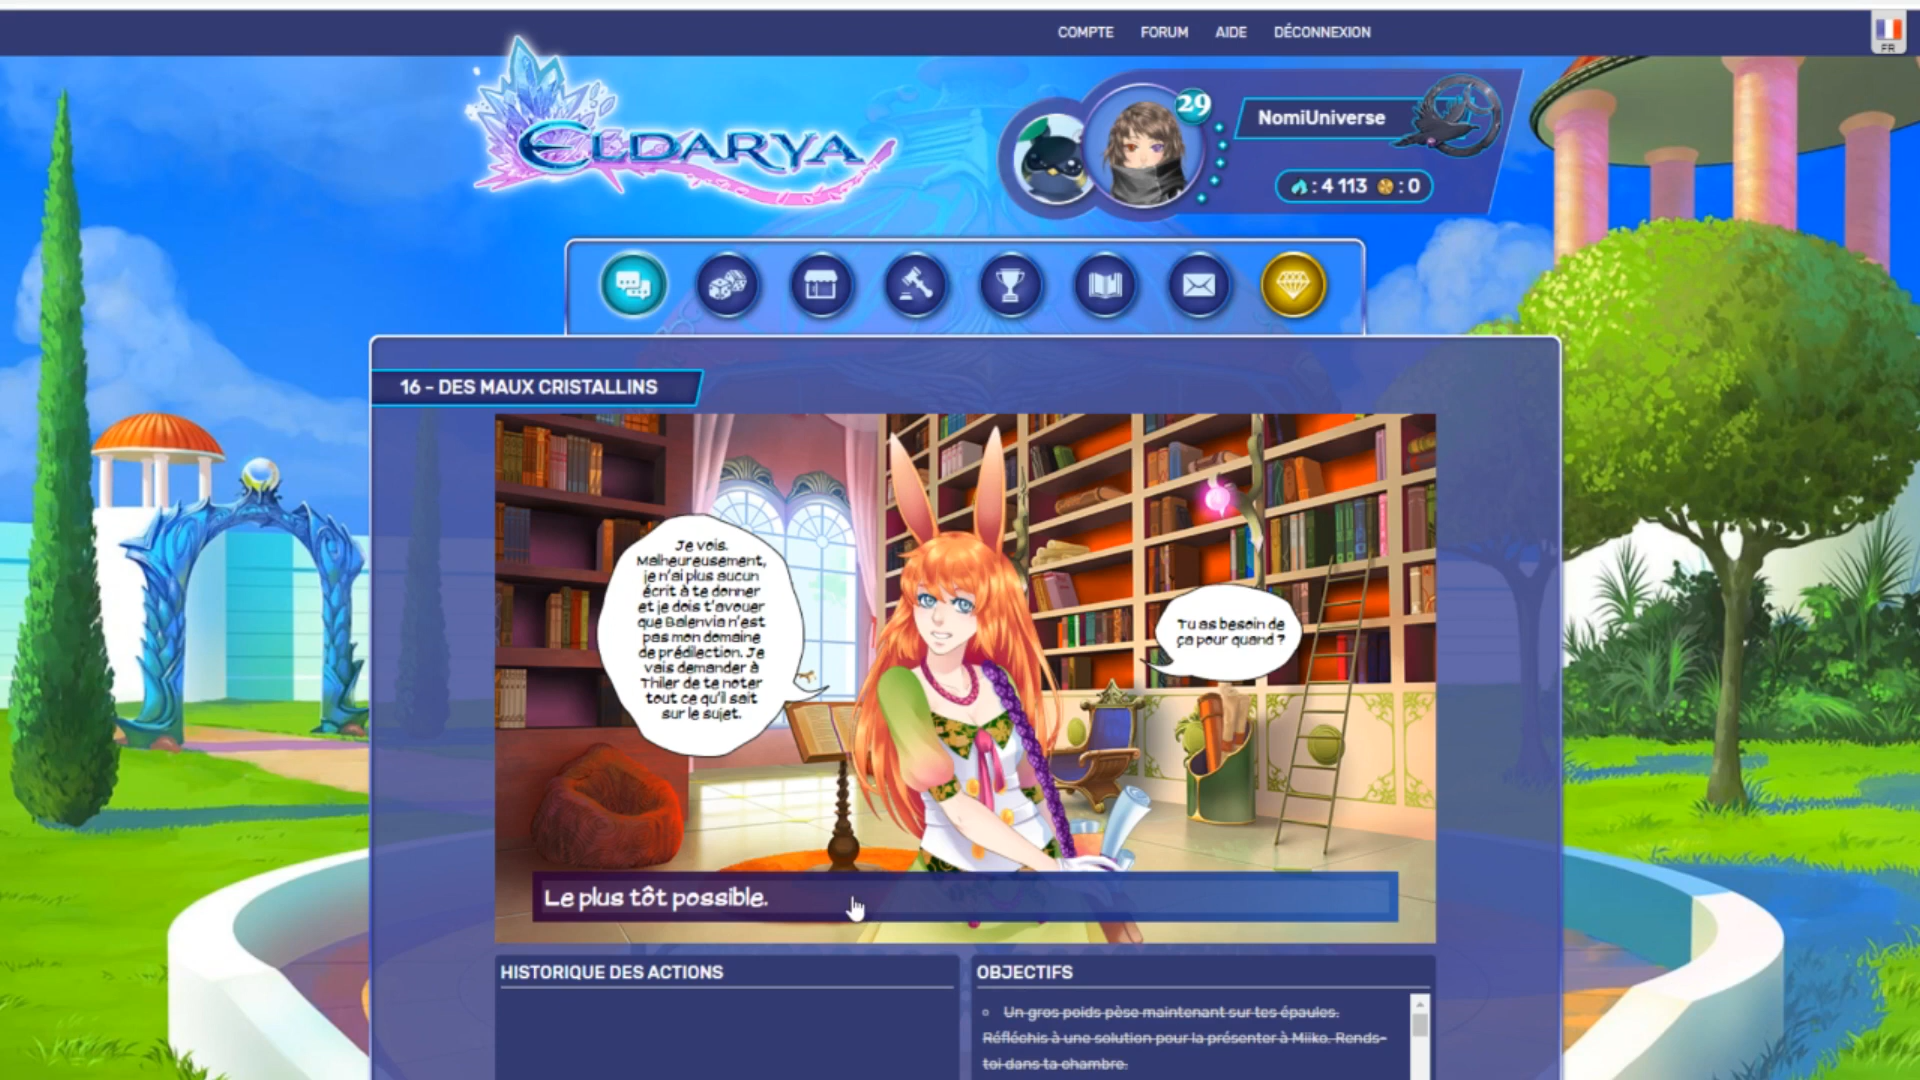 COMPTE FORUM AIDE DÉCONNEXION
FR
ELDARYA
29
NomiUniverse
: 4 113 : 0
16 - DES MAUX CRISTALLINS
Je vois.
Malheureusement,
je n'ai plus aucun
écrit à te donner
et je dois t'avouer
que Balenvia n'est
pas mon domaine
de prédilection. Je
vais demander à
Thiler de te noter
tout ce qu'il sait
sur le sujet.
Tu as besoin de
ça pour quand ?
Le plus tôt possible.
HISTORIQUE DES ACTIONS
OBJECTIFS
Un gros poids pèse maintenant sur tes épaules.
Réfléchis à une solution pour la présenter à Miiko. Rends-
toi dans ta chambre.